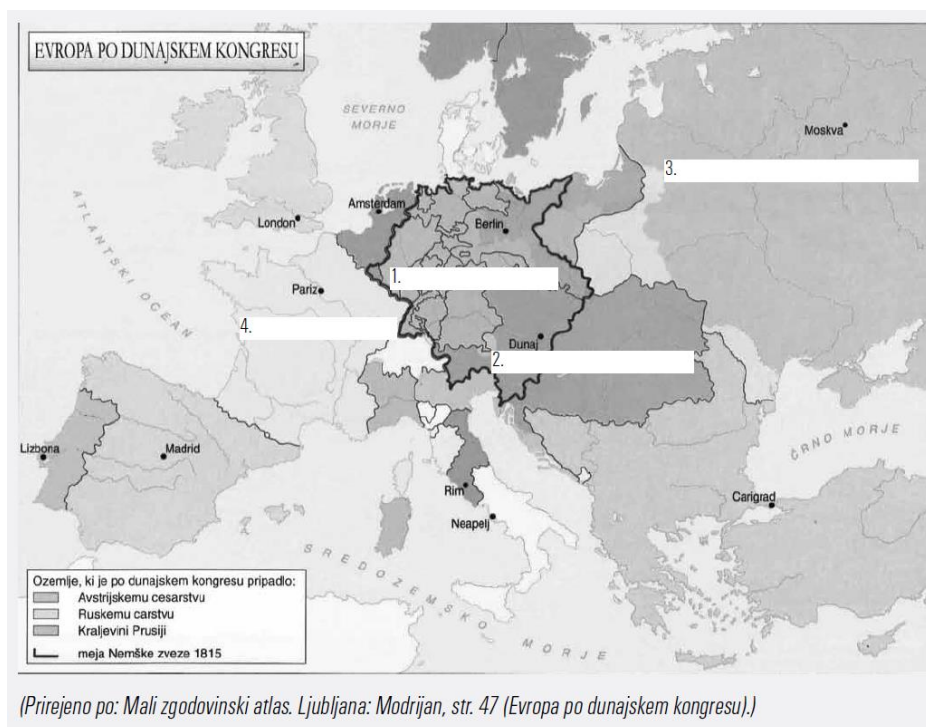 EVROPA PO DUNAJSKEM KONGRESU
SEVERNO
MORJE
Moskva
3.
Amsterdam
London
Berlin
ATLANTSKI OCEAN
1.
Pariz
4.
Dunaj
2.
Lizbona
Madrid
ČRNO MORJE
Rim
Carigrad
Neapelj
SREDOZEMSKO MORJE
Ozemlje, ki je po dunajskem kongresu pripadlo:
Avstrijskemu cesarstvu
Ruskemu carstvu
Kraljevini Prusiji
meja Nemške zveze 1815
(Prirejeno po: Mali zgodovinski atlas. Ljubljana: Modrijan, str. 47 (Evropa po dunajskem kongresu).)